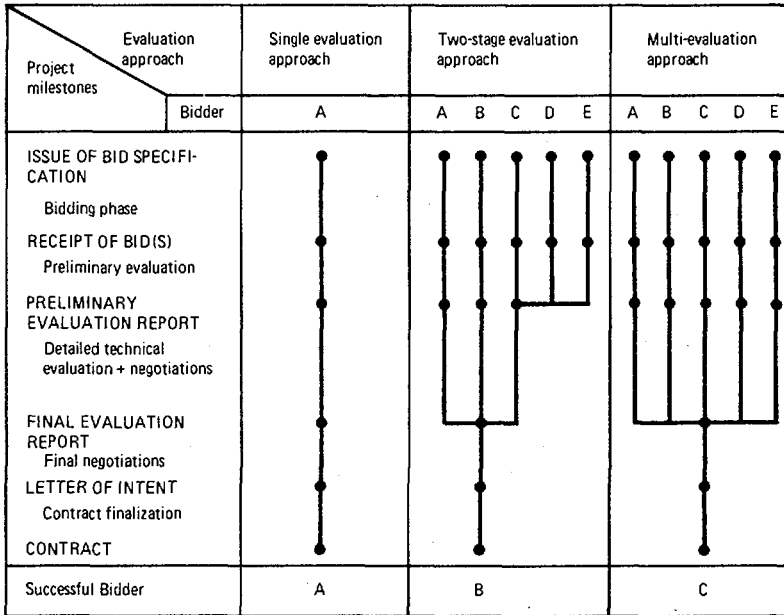 Evaluation
approach
Project
milestones
Single evaluation
approach
Two-stage evaluation
approach
Multi-evaluation
approach
Bidder
A
A B C D E
A B C D E
ISSUE OF BID SPECIFI-
CATION
Bidding phase
RECEIPT OF BID(S)
Preliminary evaluation
PRELIMINARY
EVALUATION REPORT
Detailed technical
evaluation + negotiations
FINAL EVALUATION
REPORT
Final negotiations
LETTER OF INTENT
Contract finalization
CONTRACT
Successful Bidder
A
B
C